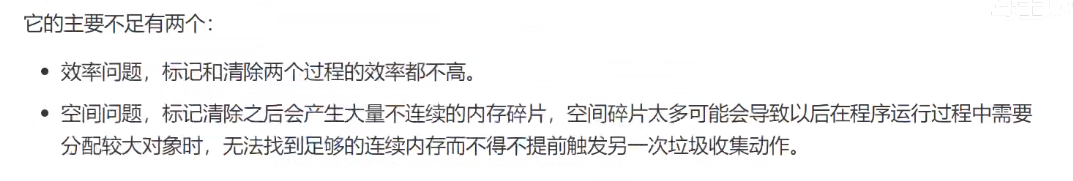 它的主要不足有两个：
• 效率问题，标记和清除两个过程的效率都不高。
• 空间问题，标记清除之后会产生大量不连续的内存碎片，空间碎片太多可能会导致以后在程序运行过程中需要
分配较大对象时，无法找到足够的连续内存而不得不提前触发另一次垃圾收集动作。